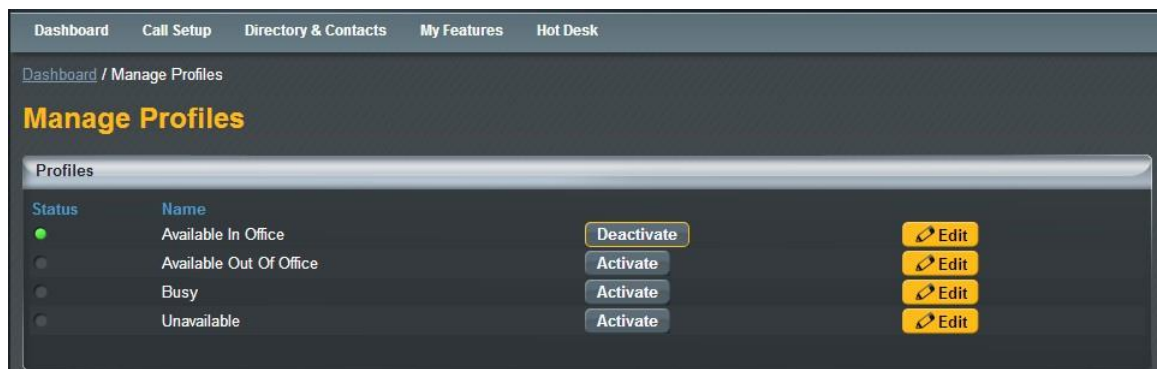 Dashboard Call Setup Directory & Contacts My Features Hot Desk
Dashboard / Manage Profiles
Manage Profiles
Profiles
Status Name
Available In Office Deactivate Edit
Available Out Of Office Activate Edit
Busy Activate Edit
Unavailable Activate Edit